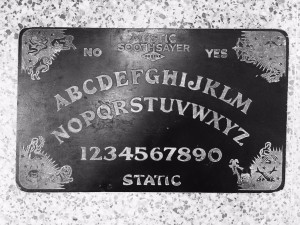 MYSTIC
NO SOOTHSAYER YES
ABCDEFGHIJKLM
NOPQRSTUVWXYZ
1234567890
STATIC